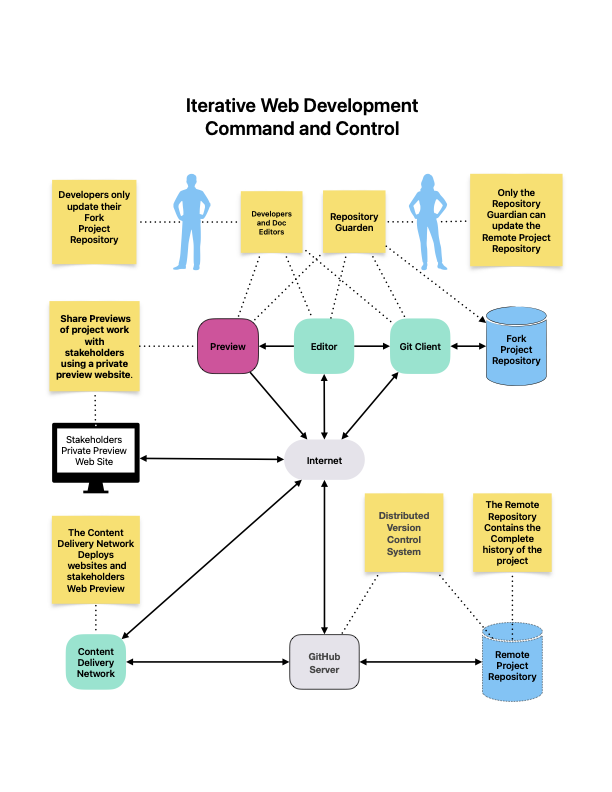 Iterative Web Development
Command and Control
Developers only
update their
Fork
Project
Repository
Developers
and Doc
Editors
Repository
Guarden
Only the
Repository
Guardian can
update the
Remote Project
Repository
Share Previews
of project work
with
stakeholders
using a private
preview website.
Preview
Editor
Git Client
Fork
Project
Repository
Stakeholders
Private Preview
Web Site
Internet
The Content
Delivery Network
Deploys
websites and
stakeholders
Web Preview
Distributed
Version
Control
System
The Remote
Repository
Contains the
Complete
history of the
project
Content
Delivery
Network
GitHub
Server
Remote
Project
Repository